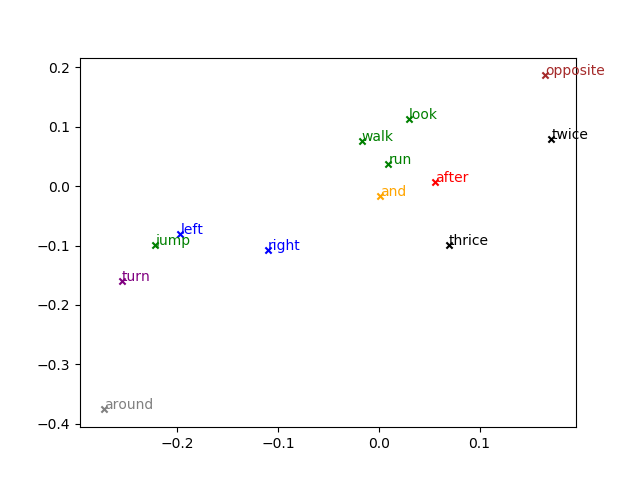 0.2
opposite
twice
look
walk
0.1
run
after
0.0
and
left
jump
right
thrice
−0.1
turn
−0.2
−0.3
around
−0.4
−0.2 −0.1 0.0 0.1